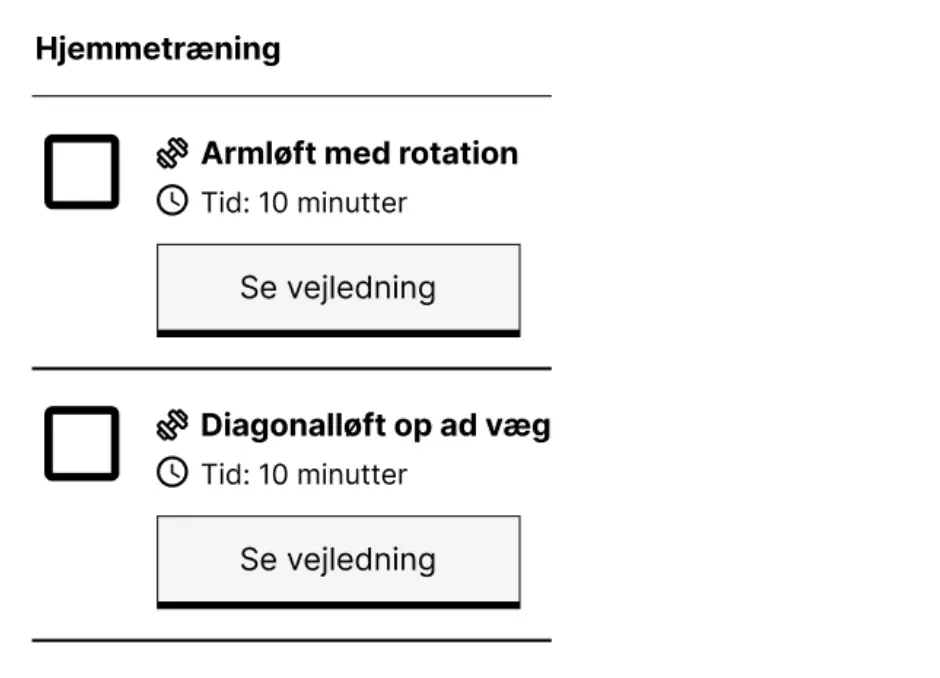 Hjemmetræning
Armløft med rotation
Tid: 10 minutter
Se vejledning
Diagonalløft op ad væg
Tid: 10 minutter
Se vejledning